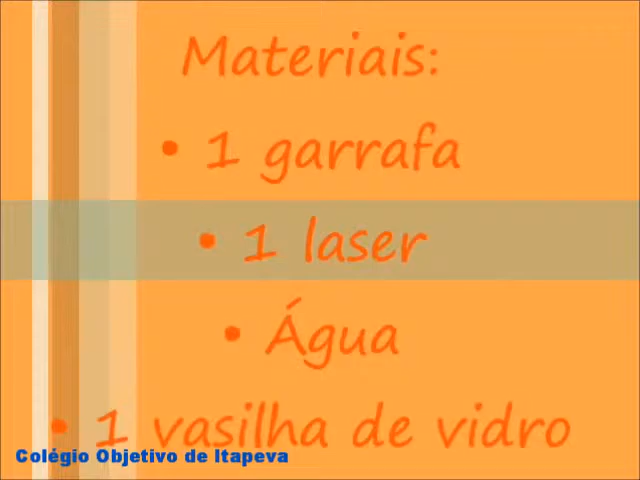 Materiais:
• 1 garrafa
• 1 laser
• Água
• 1 vasilha de vidro
Colégio Objetivo de Itapeva